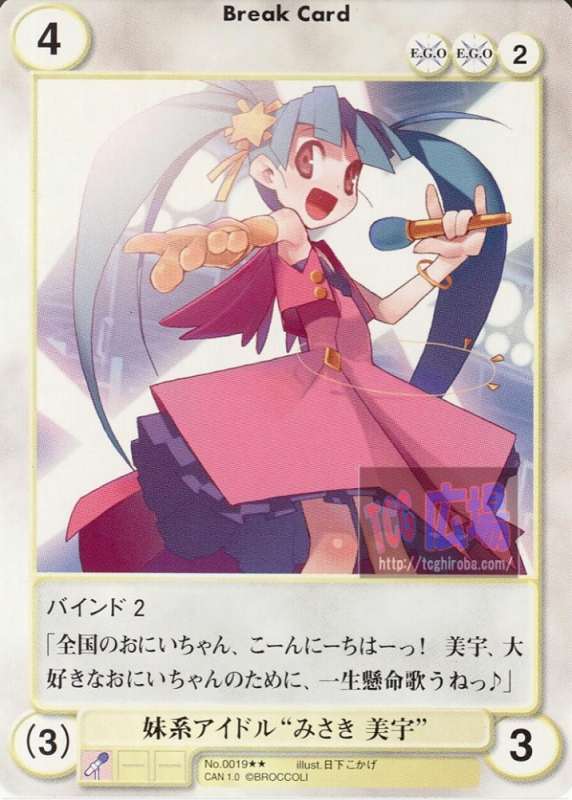 Break Card
4
E.G.O E.G.O 2
TCG 広場
http://tcghiroba.com/
バインド 2
「全国のおにいちゃん、こーんにーちはーっ! 美宇、大
好きなおにいちゃんのために、一生懸命歌うねっ♪」
(3)
妹系アイドル“みさき 美宇”
3
No.0019★★ illust.日下こかげ
CAN 1.0 ©BROCCOLI